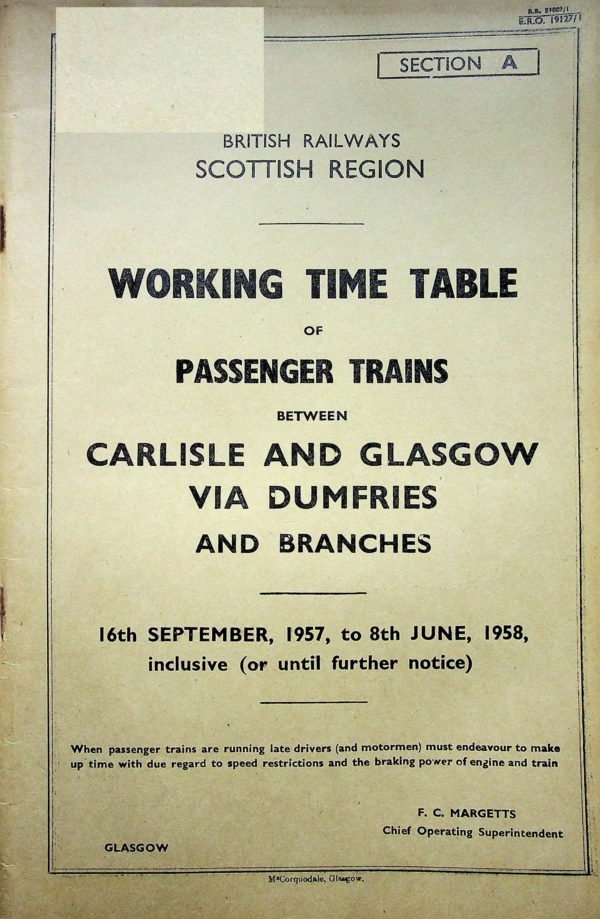 B.R. 31007/1
E.R.O. 19127/1
SECTION A
BRITISH RAILWAYS
SCOTTISH REGION
WORKING TIME TABLE
OF
PASSENGER TRAINS
BETWEEN
CARLISLE AND GLASGOW
VIA DUMFRIES
AND BRANCHES
16th SEPTEMBER, 1957, to 8th JUNE, 1958,
inclusive (or until further notice)
When passenger trains are running late drivers (and motormen) must endeavour to make
up time with due regard to speed restrictions and the braking power of engine and train
F. C. MARGETTS
Chief Operating Superintendent
GLASGOW
McCorquodale, Glasgow.